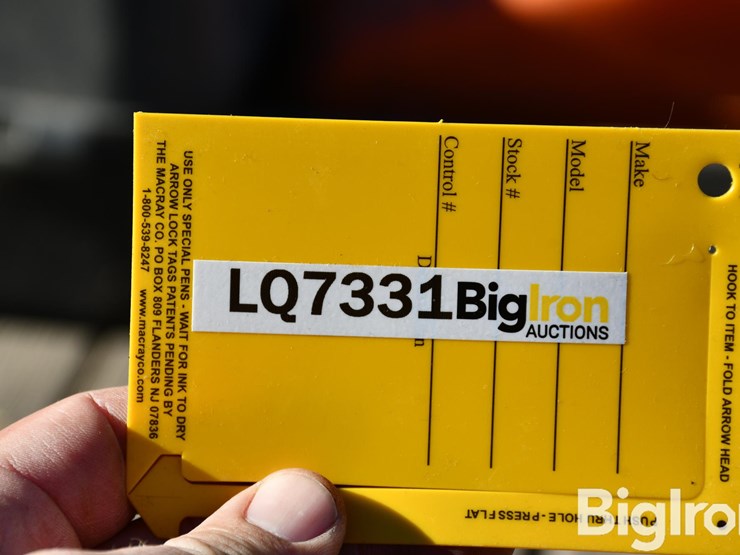 LQ7331BigIron
AUCTIONS
Make
Model
Stock #
Control #
USE ONLY SPECIAL PENS - WAIT FOR INK TO DRY
ARROW LOCK TAGS PATENTS PENDING BY
THE MACRAY CO. PO BOX 809 FLANDERS NJ 07836
1-800-539-8247 www.macrayco.com
HOOK TO ITEM - FOLD ARROW HEAD
PUSH THRU HOLE - PRESS FLAT
BigIron